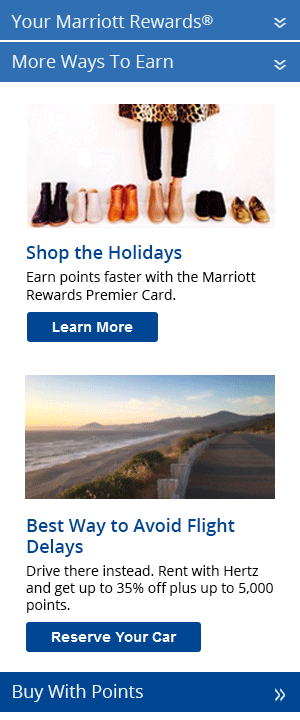 Your Marriott Rewards®
More Ways To Earn
Shop the Holidays
Earn points faster with the Marriott
Rewards Premier Card.
Learn More
Best Way to Avoid Flight
Delays
Drive there instead. Rent with Hertz
and get up to 35% off plus up to 5,000
points.
Reserve Your Car
Buy With Points